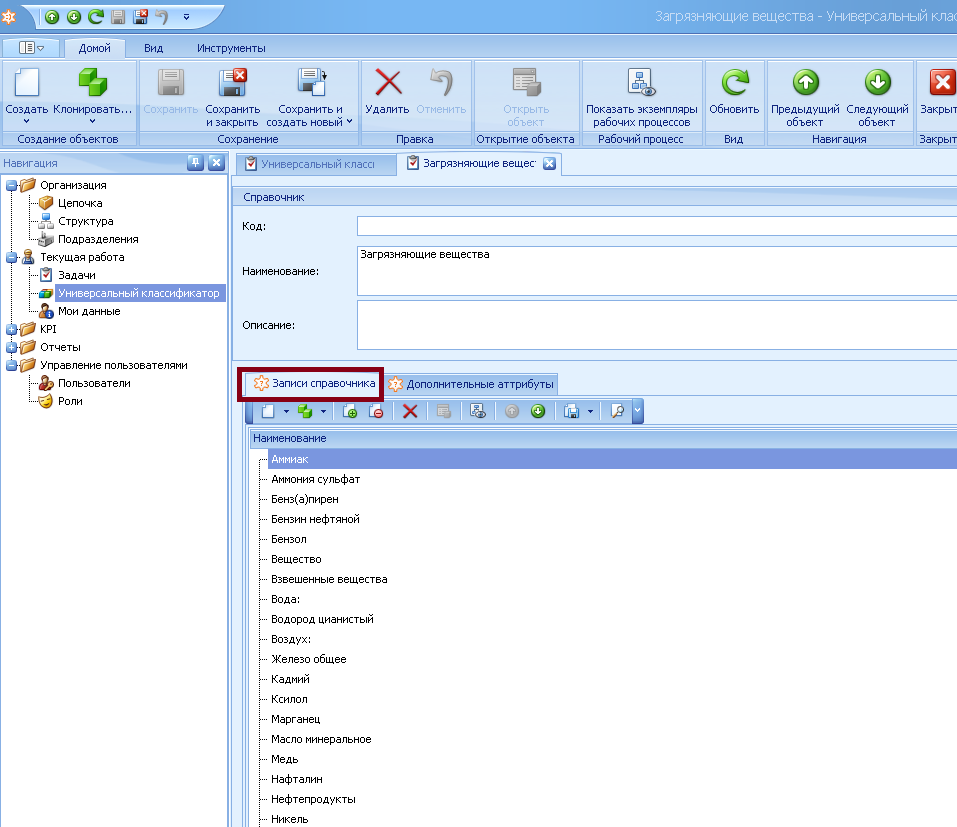 Загрязняющие вещества - Универсальный клас
Домой Вид Инструменты
Создать Клонировать... Сохранить Сохранить и закрыть Сохранить и создать новый Удалить Отменить Открыть объект Показать экземпляры рабочих процессов Обновить Предыдущий объект Следующий объект Закрыт
Создание объектов Сохранение Правка Открытие объекта Рабочий процесс Вид Навигация Закрыт
Навигация
Организация
Цепочка
Структура
Подразделения
Текущая работа
Задачи
Универсальный классификатор
Мои данные
KPI
Отчеты
Управление пользователями
Пользователи
Роли
Универсальный класси Загрязняющие вещес
Справочник
Код:
Наименование: Загрязняющие вещества
Описание:
Записи справочника Дополнительные аттрибуты
Наименование
Аммиак
Аммония сульфат
Бенз(а)пирен
Бензин нефтяной
Бензол
Вещество
Взвешенные вещества
Вода:
Водород цианистый
Воздух:
Железо общее
Кадмий
Ксилол
Марганец
Масло минеральное
Медь
Нафталин
Нефтепродукты
Никель